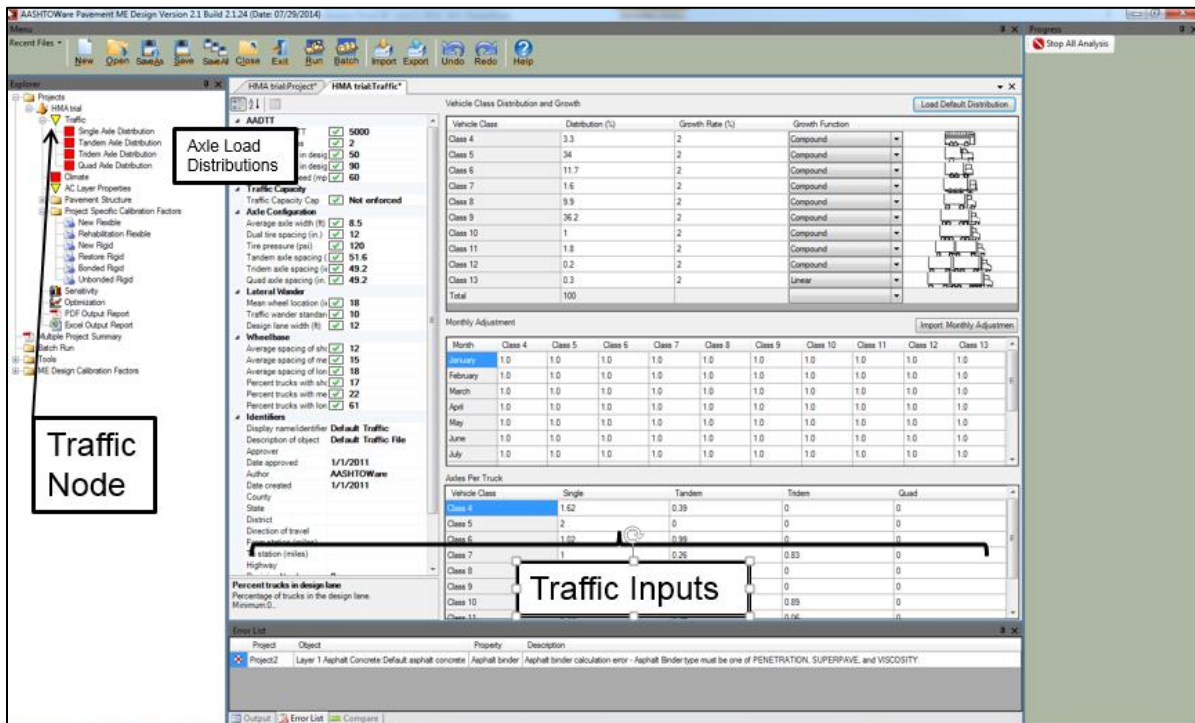 AASHTOWare Pavement ME Design Version 2.1 Build 2.1.24 (Date: 07/29/2014)
Menu
Recent Files
New Open SaveAs Save SaveAll Close Exit Run Batch Import Export Undo Redo Help
Progress
Stop All Analysis
Explorer
Projects
HMA trial
Traffic
Single Axle Distribution
Tandem Axle Distribution
Tridem Axle Distribution
Quad Axle Distribution
Climate
AC Layer Properties
Pavement Structure
Project Specific Calibration Factors
New Flexible
Rehabilitation Flexible
New Rigid
Restore Rigid
Bonded Rigid
Unbonded Rigid
Sensitivity
Optimization
PDF Output Report
Excel Output Report
Multiple Project Summary
Batch Run
Tools
ME Design Calibration Factors
Axle Load
Distributions
Traffic
Node
HMA trial:Project* HMA trial:Traffic*
AADTT
5000
2
in desig 50
in desig 90
60
Traffic Capacity
Traffic Capacity Cap Not enforced
Axle Configuration
Average axle width (ft) 8.5
Dual tire spacing (in.) 12
Tire pressure (psi) 120
Tandem axle spacing ( 51.6
Tridem axle spacing (i 49.2
Quad axle spacing (in. 49.2
Lateral Wander
Mean wheel location (i 18
Traffic wander standar 10
Design lane width (ft) 12
Wheelbase
Average spacing of shc 12
Average spacing of me 15
Average spacing of lon 18
Percent trucks with shc 17
Percent trucks with me 22
Percent trucks with lon 61
Identifiers
Display name/identifier Default Traffic
Description of object Default Traffic File
Approver
Date approved 1/1/2011
Author AASHTOWare
Date created 1/1/2011
County
State
District
Direction of travel
From station (miles)
station (miles)
Highway
Percent trucks in design lane
Percentage of trucks in the design lane.
Minimum:0...
Vehicle Class Distribution and Growth Load Default Distribution
Vehicle Class Distribution (%) Growth Rate (%) Growth Function
Class 4 3.3 2 Compound
Class 5 34 2 Compound
Class 6 11.7 2 Compound
Class 7 1.6 2 Compound
Class 8 9.9 2 Compound
Class 9 36.2 2 Compound
Class 10 1 2 Compound
Class 11 1.8 2 Compound
Class 12 0.2 2 Compound
Class 13 0.3 2 Linear
Total 100
Monthly Adjustment Import Monthly Adjustmen
Month Class 4 Class 5 Class 6 Class 7 Class 8 Class 9 Class 10 Class 11 Class 12 Class 13
January 1.0 1.0 1.0 1.0 1.0 1.0 1.0 1.0 1.0 1.0
February 1.0 1.0 1.0 1.0 1.0 1.0 1.0 1.0 1.0 1.0
March 1.0 1.0 1.0 1.0 1.0 1.0 1.0 1.0 1.0 1.0
April 1.0 1.0 1.0 1.0 1.0 1.0 1.0 1.0 1.0 1.0
May 1.0 1.0 1.0 1.0 1.0 1.0 1.0 1.0 1.0 1.0
June 1.0 1.0 1.0 1.0 1.0 1.0 1.0 1.0 1.0 1.0
July 1.0 1.0 1.0 1.0 1.0 1.0 1.0 1.0 1.0 1.0
Axles Per Truck
Vehicle Class Single Tandem Tridem Quad
Class 4 1.62 0.39 0 0
Class 5 2 0 0 0
Class 6 1.02 0.99 0 0
Class 7 1 0.26 0.83 0
Class 8 0 0
Class 9 0 0
Class 10 0.89 0
Class 11 0.06 0
Traffic Inputs
Error List
Project Object Property Description
Project2 Layer 1 Asphalt Concrete:Default asphalt concrete Asphalt binder Asphalt binder calculation error - Asphalt Binder type must be one of PENETRATION, SUPERPAVE, and VISCOSITY.
Output Error List Compare